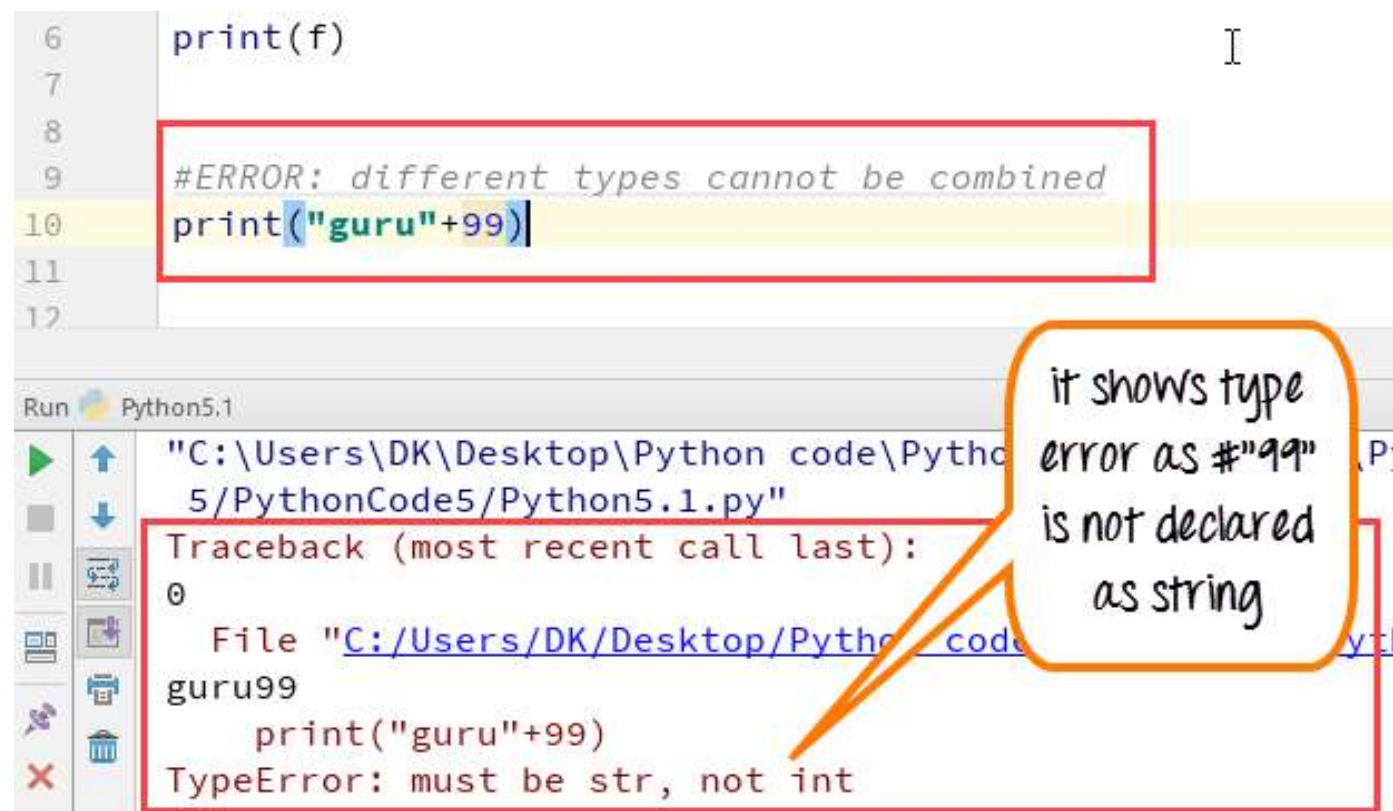 6 print(f)
7
8
9 #ERROR: different types cannot be combined
10 print("guru"+99)
11
12
Run Python5.1
"C:\Users\DK\Desktop\Python code\Pytho
5/PythonCode5/Python5.1.py"
Traceback (most recent call last):
0
File "C:/Users/DK/Desktop/Python code
guru99
print("guru"+99)
TypeError: must be str, not int
it shows type
error as #"99"
is not declared
as string